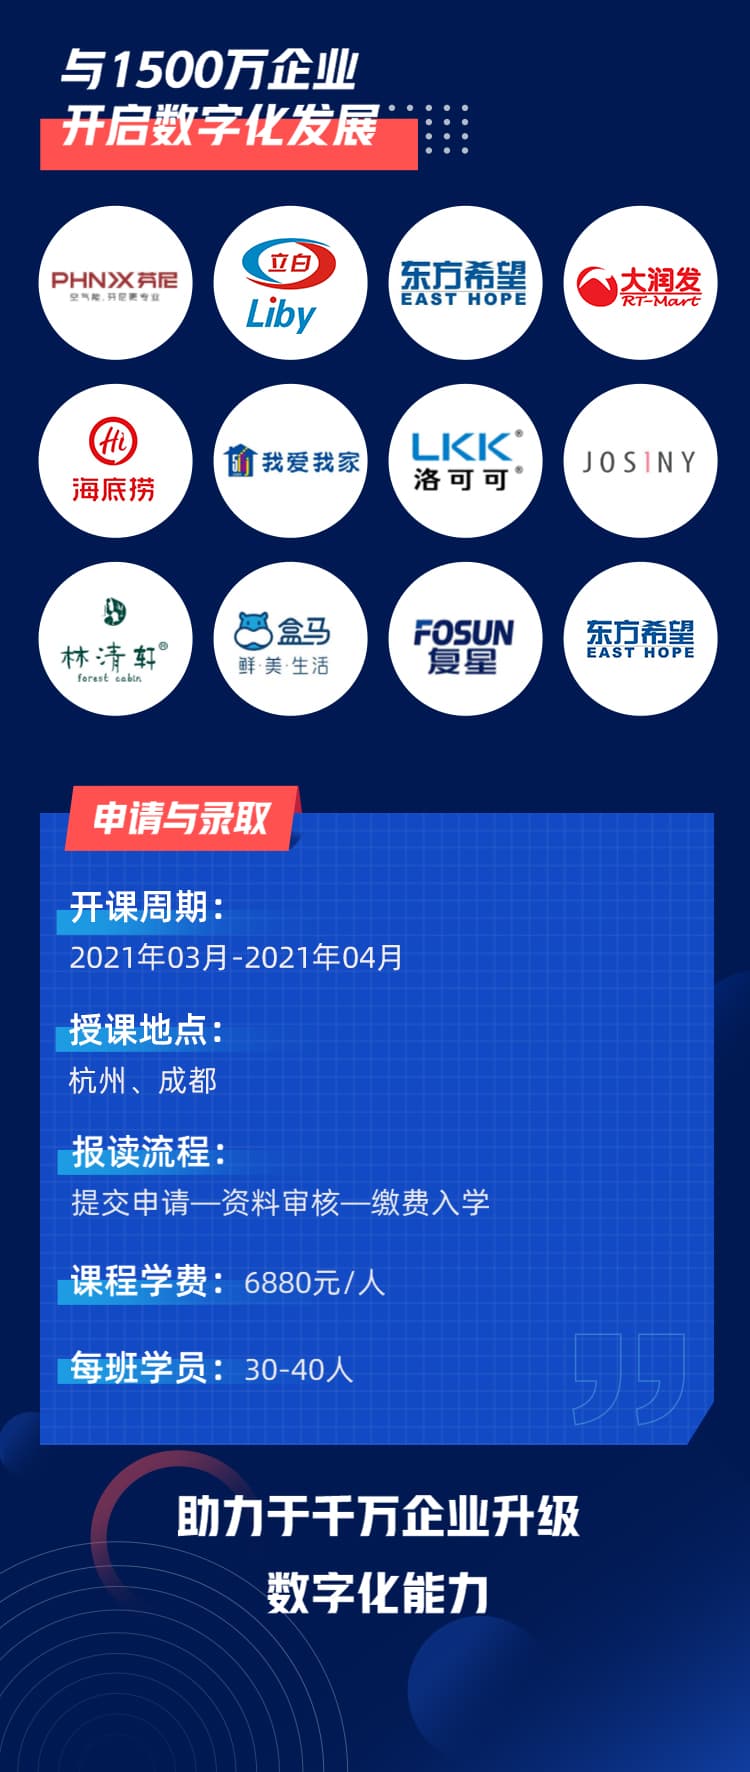 与1500万企业
开启数字化发展
PHNIX 芬尼
空气能,芬尼更专业
立白
Liby
东方希望
EAST HOPE
大润发
RT-Mart
Hi
海底捞
我爱我家
LKK®
洛可可®
JOSINY
林清轩®
forest cabin
盒马
鲜·美·生活
FOSUN
复星
东方希望
EAST HOPE
申请与录取
开课周期：
2021年03月-2021年04月
授课地点：
杭州、成都
报读流程：
提交申请—资料审核—缴费入学
课程学费：6880元/人
每班学员：30-40人
助力于千万企业升级
数字化能力